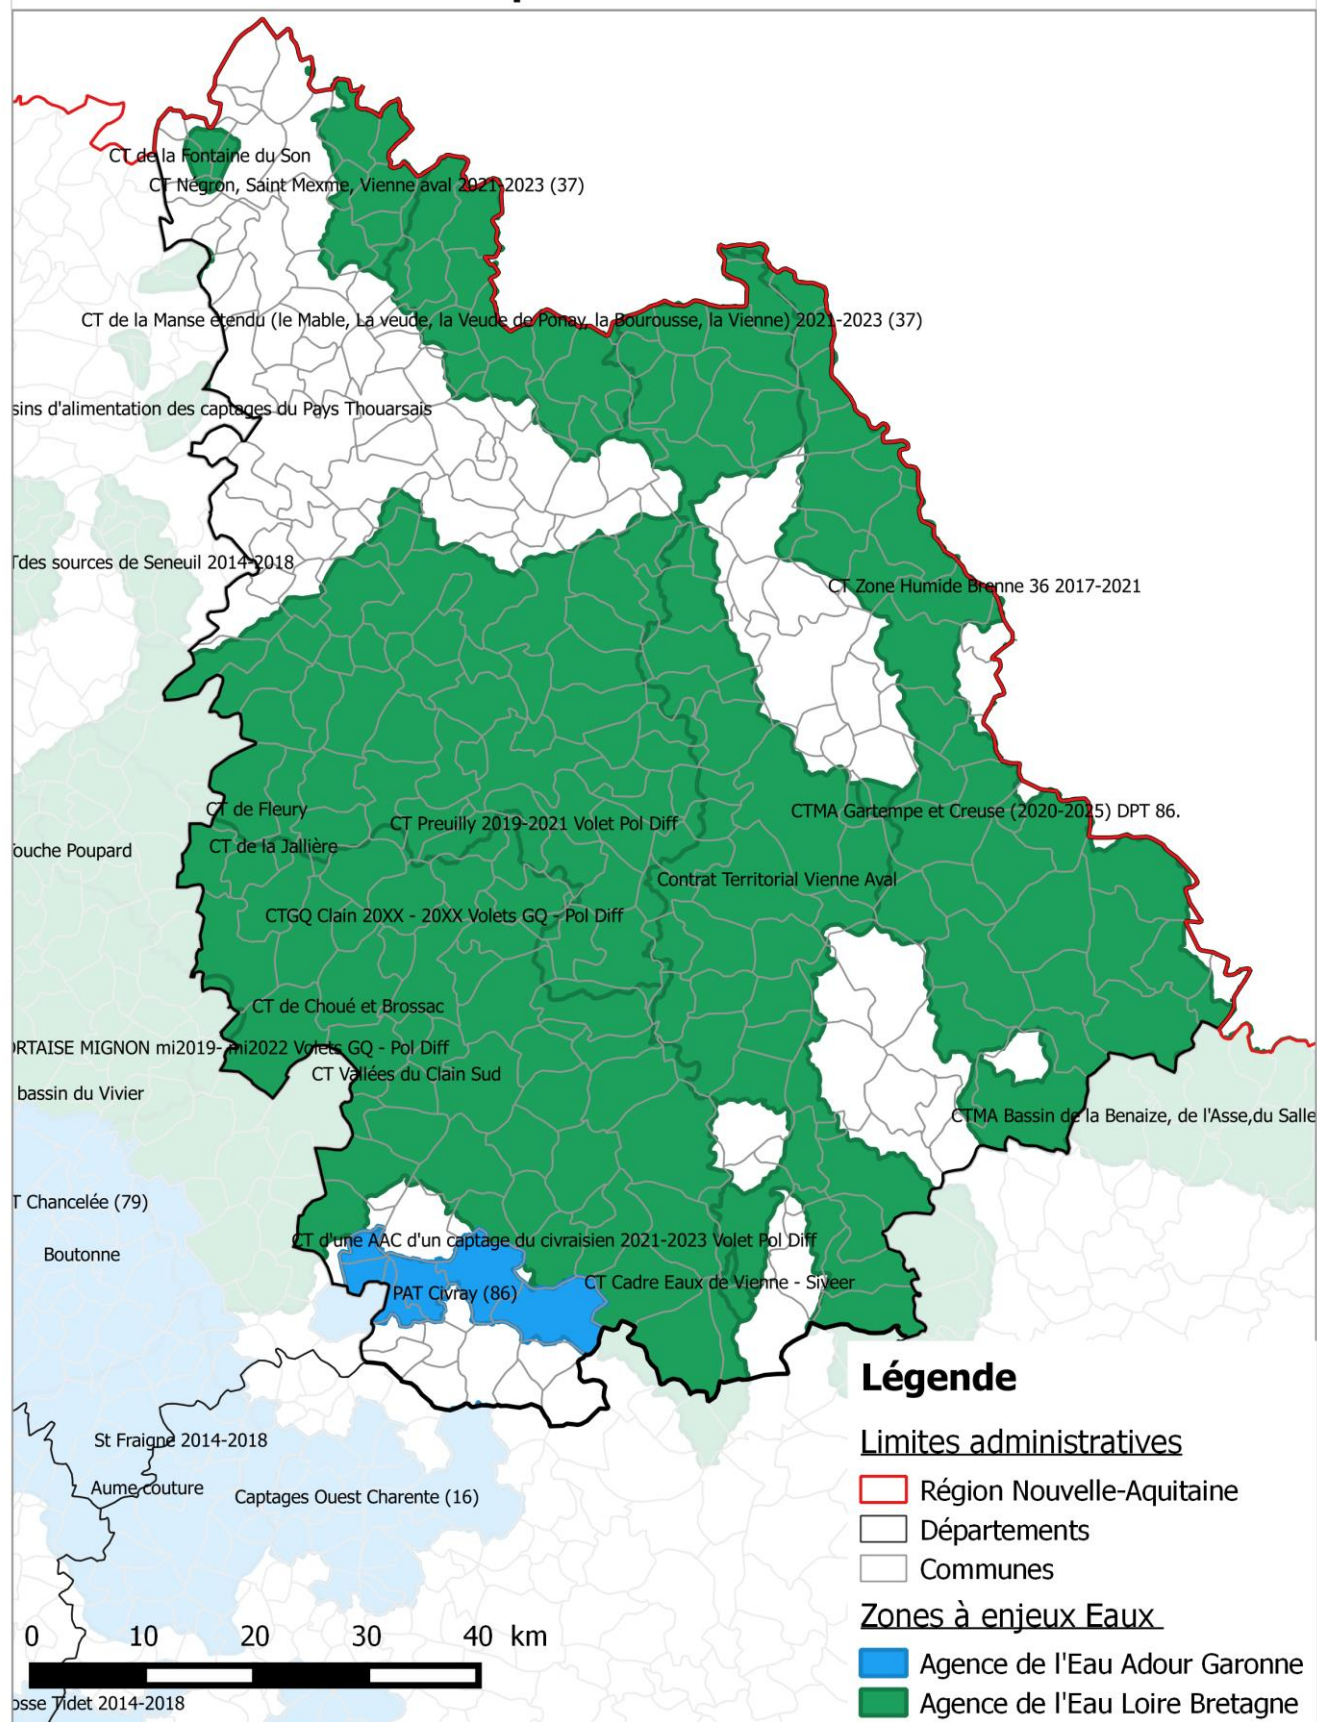 CT de la Fontaine du Son
CT Négron, Saint Mexme, Vienne aval 2021-2023 (37)
CT de la Manse étendu (le Mable, La veude, la Veude de Ponay, la Bourousse, la Vienne) 2021-2023 (37)
sins d'alimentation des captages du Pays Thouarsais
des sources de Seneuil 2014-2018
CT Zone Humide Brenne 36 2017-2021
CT de Fleury
CTMA Gartempe et Creuse (2020-2025) DPT 86.
CT Preuilly 2019-2021 Volet Pol Diff
CT de la Jallière
ouche Poupard
Contrat Territorial Vienne Aval
CTGQ Clain 20XX - 20XX Volets GQ - Pol Diff
CT de Choué et Brossac
RTAISE MIGNON mi2019- mi2022 Volets GQ - Pol Diff
CT Vallées du Clain Sud
bassin du Vivier
CTMA Bassin de la Benaize, de l'Asse,du Salle
T Chancelée (79)
CT d'une AAC d'un captage du civraisien 2021-2023 Volet Pol Diff
Boutonne
CT Cadre Eaux de Vienne - Siveer
PAT Civray (86)
St Fraigne 2014-2018
Aume couture
Captages Ouest Charente (16)
Légende
Limites administratives
Région Nouvelle-Aquitaine
Départements
Communes
Zones à enjeux Eaux
Agence de l'Eau Adour Garonne
Agence de l'Eau Loire Bretagne
0 10 20 30 40 km
osse Tidet 2014-2018